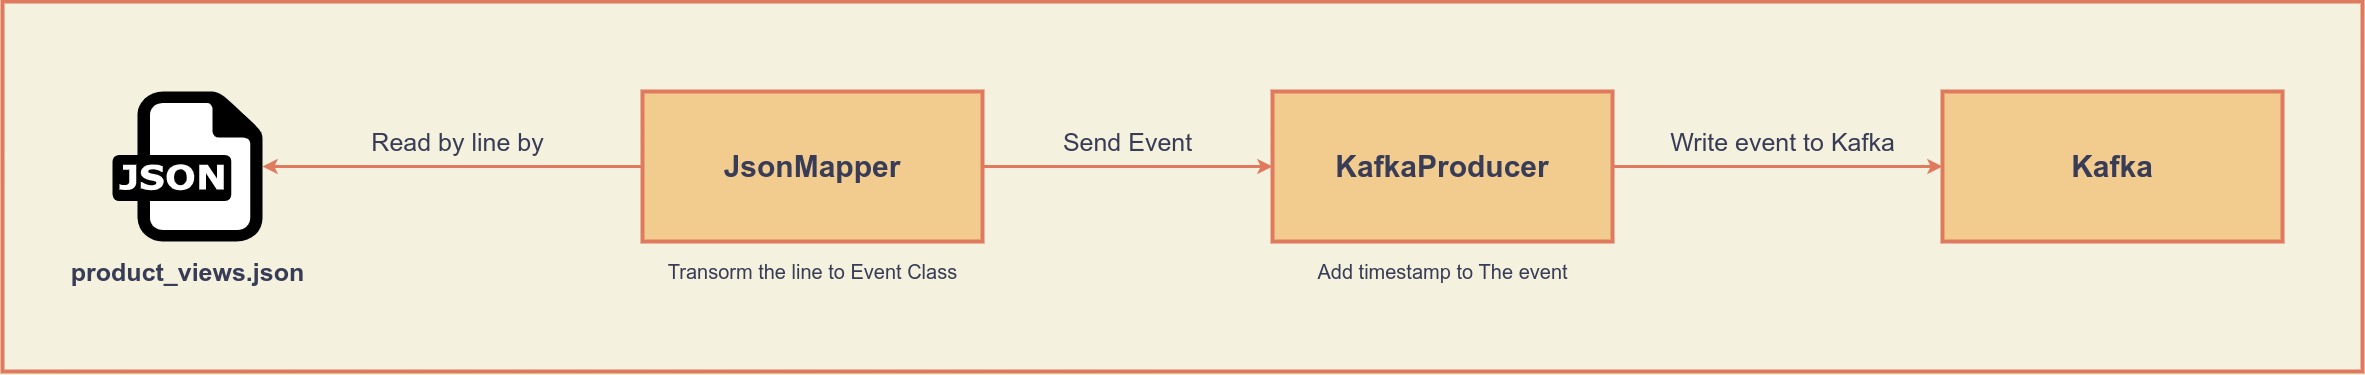 Read by line by
Send Event
Write event to Kafka
JSON
JsonMapper
KafkaProducer
Kafka
product_views.json
Transorm the line to Event Class
Add timestamp to The event